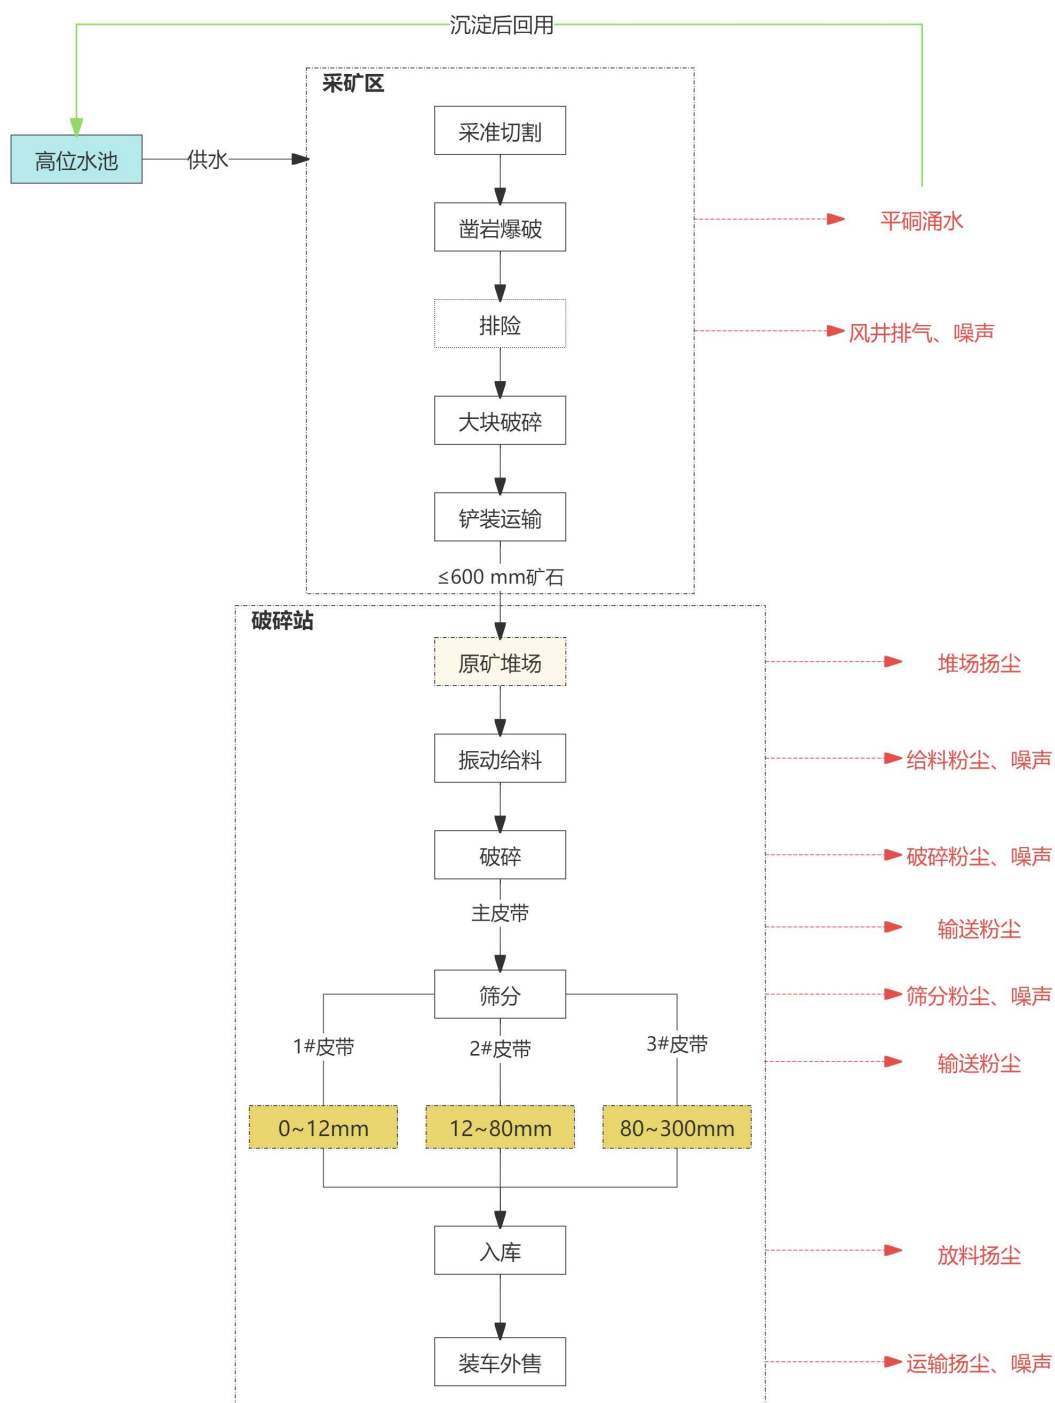 沉淀后回用
采矿区
采准切割
高位水池
供水
凿岩爆破
平硐涌水
排险
风井排气、噪声
大块破碎
铲装运输
≤600 mm矿石
破碎站
原矿堆场
堆场扬尘
振动给料
给料粉尘、噪声
破碎
破碎粉尘、噪声
主皮带
输送粉尘
筛分
筛分粉尘、噪声
1#皮带
2#皮带
3#皮带
输送粉尘
0~12mm
12~80mm
80~300mm
入库
放料扬尘
装车外售
运输扬尘、噪声